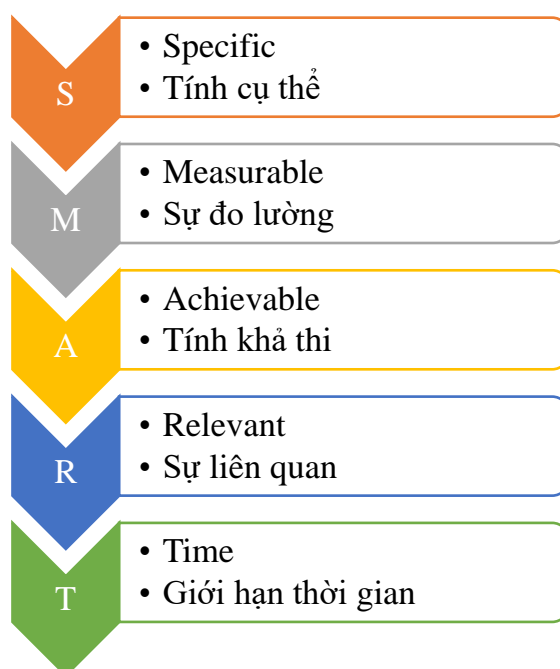 S
• Specific
• Tính cụ thể
M
• Measurable
• Sự đo lường
A
• Achievable
• Tính khả thi
R
• Relevant
• Sự liên quan
T
• Time
• Giới hạn thời gian